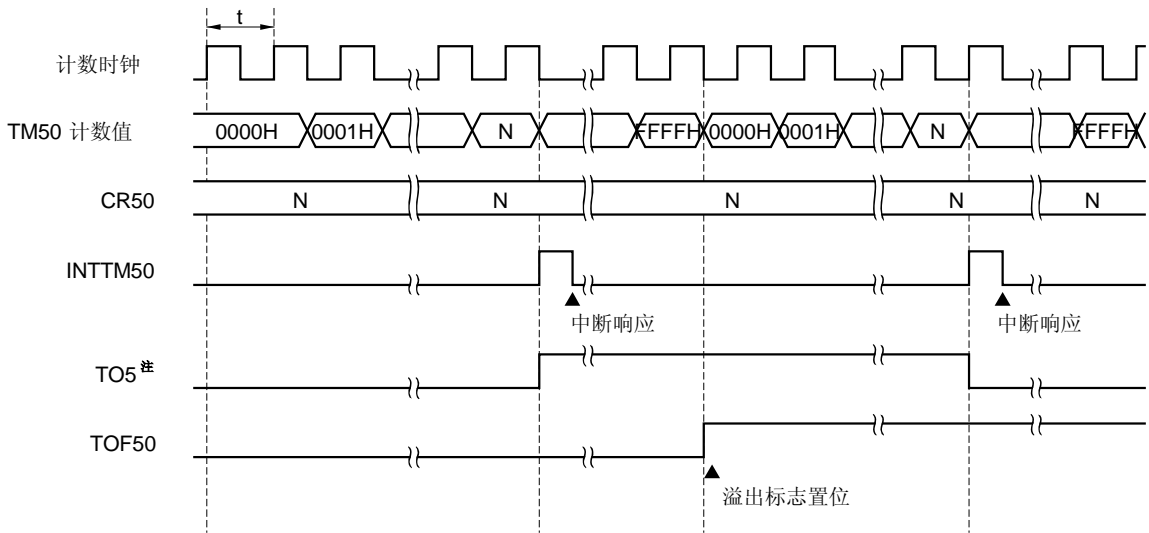 t
计数时钟
TM50 计数值
0000H 0001H N FFFFH 0000H 0001H N FFFFH
CR50
N N N N N
INTTM50
中断响应 中断响应
TO5注
TOF50
溢出标志置位